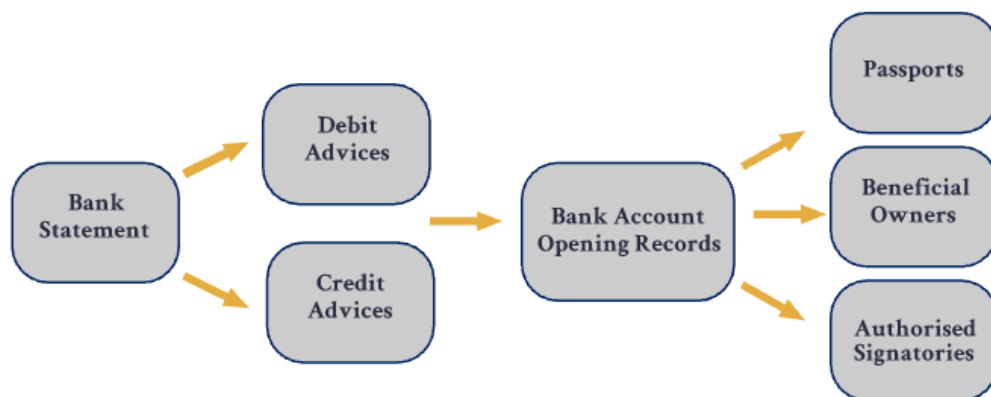 Bank
Statement
Debit
Advices
Credit
Advices
Bank Account
Opening Records
Passports
Beneficial
Owners
Authorised
Signatories